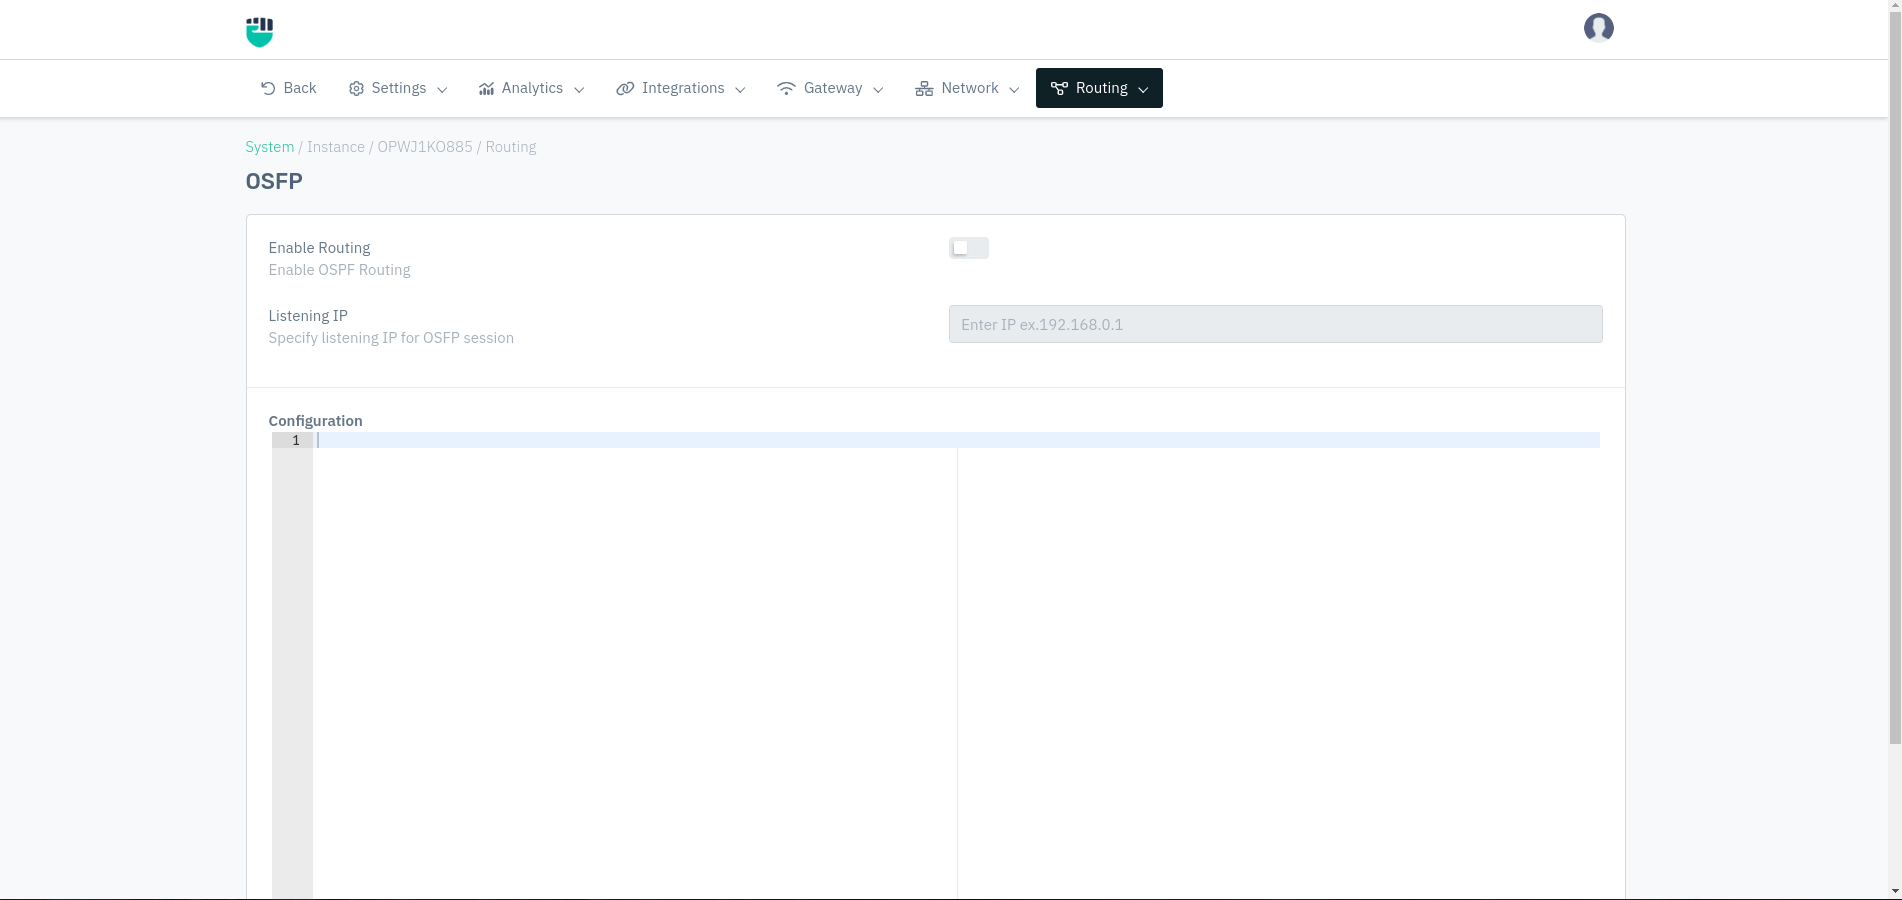 Back Settings Analytics Integrations Gateway Network Routing
System / Instance / OPWJ1KO885 / Routing
OSFP
Enable Routing
Enable OSPF Routing
Listening IP
Specify listening IP for OSFP session
Enter IP ex.192.168.0.1
Configuration
1